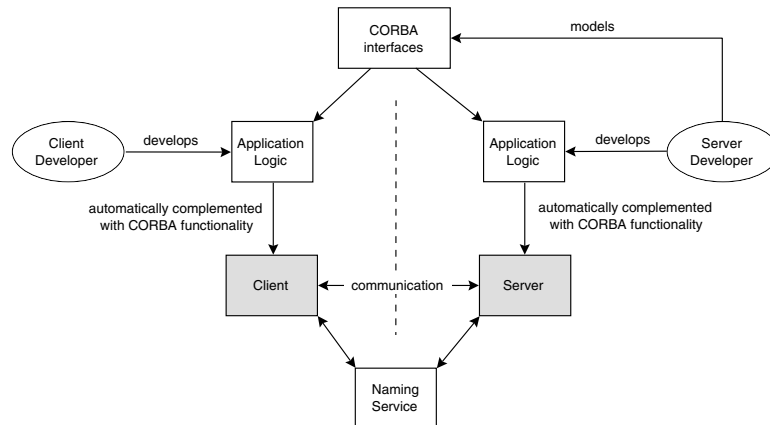 CORBA
interfaces
models
Client
Developer
develops
Application
Logic
Application
Logic
develops
Server
Developer
automatically complemented
with CORBA functionality
automatically complemented
with CORBA functionality
Client
communication
Server
Naming
Service